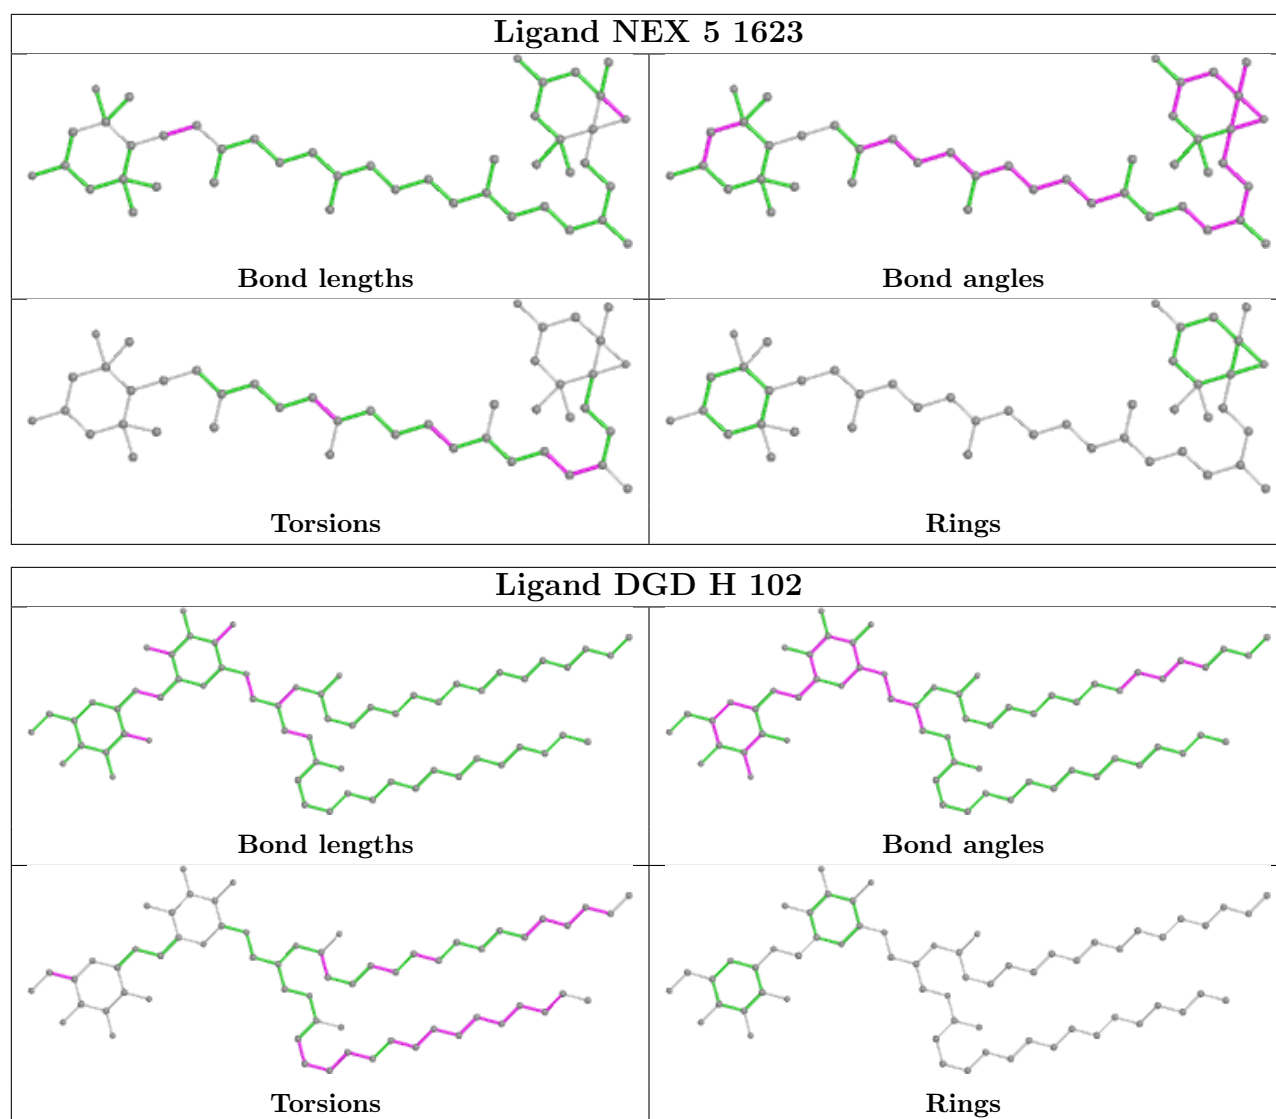 Ligand NEX 5 1623
Bond lengths
Bond angles
Torsions
Rings
Ligand DGD H 102
Bond lengths
Bond angles
Torsions
Rings